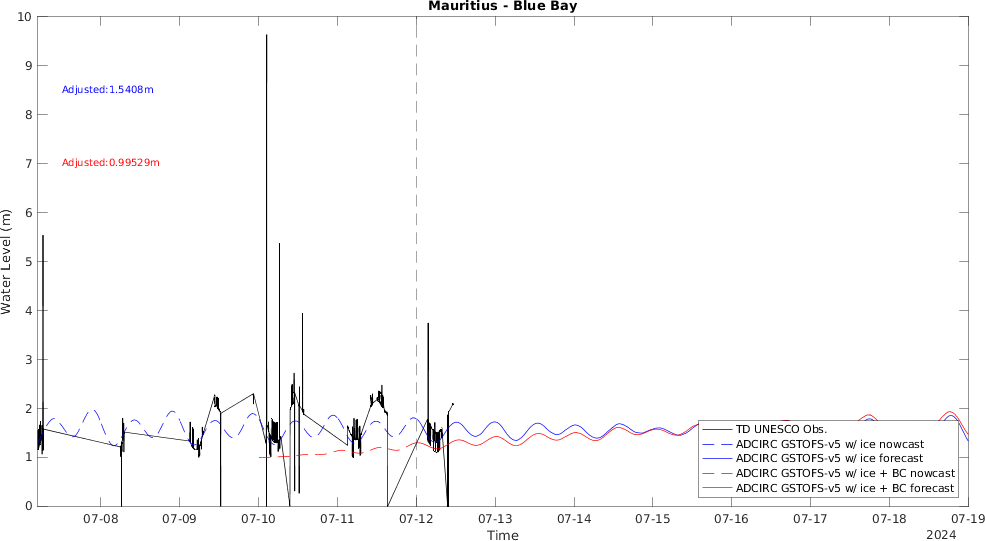 Mauritius - Blue Bay
10
9
8
7
6
5
4
3
2
1
0
Water Level (m)
Adjusted:1.5408m
Adjusted:0.99529m
TD UNESCO Obs.
ADCIRC GSTOFS-v5 w/ ice nowcast
ADCIRC GSTOFS-v5 w/ ice forecast
ADCIRC GSTOFS-v5 w/ ice + BC nowcast
ADCIRC GSTOFS-v5 w/ ice + BC forecast
07-08 07-09 07-10 07-11 07-12 07-13 07-14 07-15 07-16 07-17 07-18 07-19
Time
2024